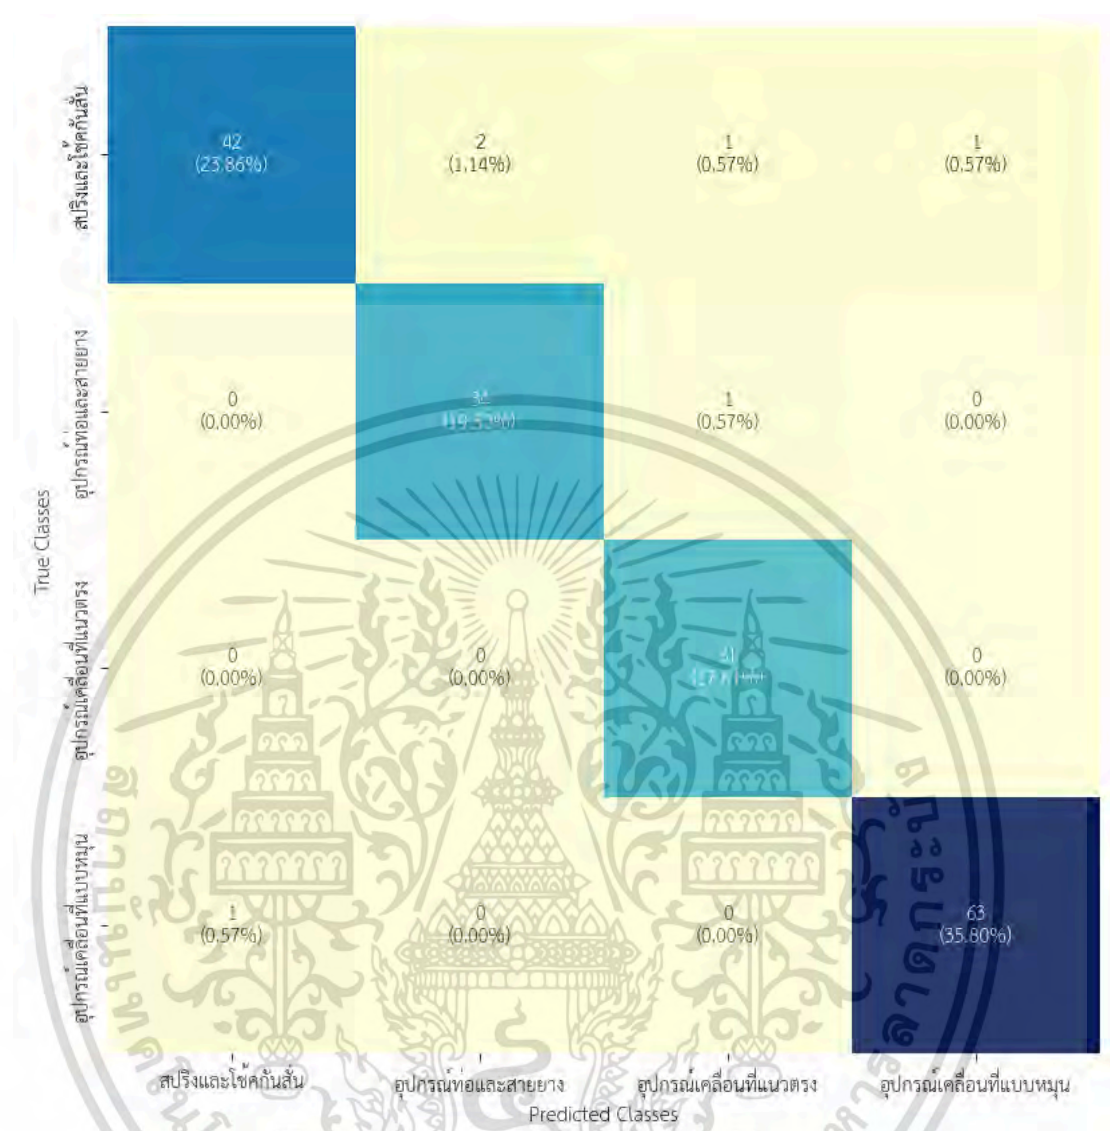 สปริงและโช้คกันสั่น
42 2 1 1
(23.86%) (1.14%) (0.57%) (0.57%)
อุปกรณ์ท่อและสายยาง
0 34 1 0
(0.00%) (0.57%) (0.00%)
True Classes
อุปกรณ์เคลื่อนที่แนวตรง
0 0 31 0
(0.00%) (0.00%) (0.00%)
อุปกรณ์เคลื่อนที่แบบหมุน
1 0 0 63
(0.57%) (0.00%) (0.00%) (35.80%)
สปริงและโช้คกันสั่น อุปกรณ์ท่อและสายยาง อุปกรณ์เคลื่อนที่แนวตรง อุปกรณ์เคลื่อนที่แบบหมุน
Predicted Classes